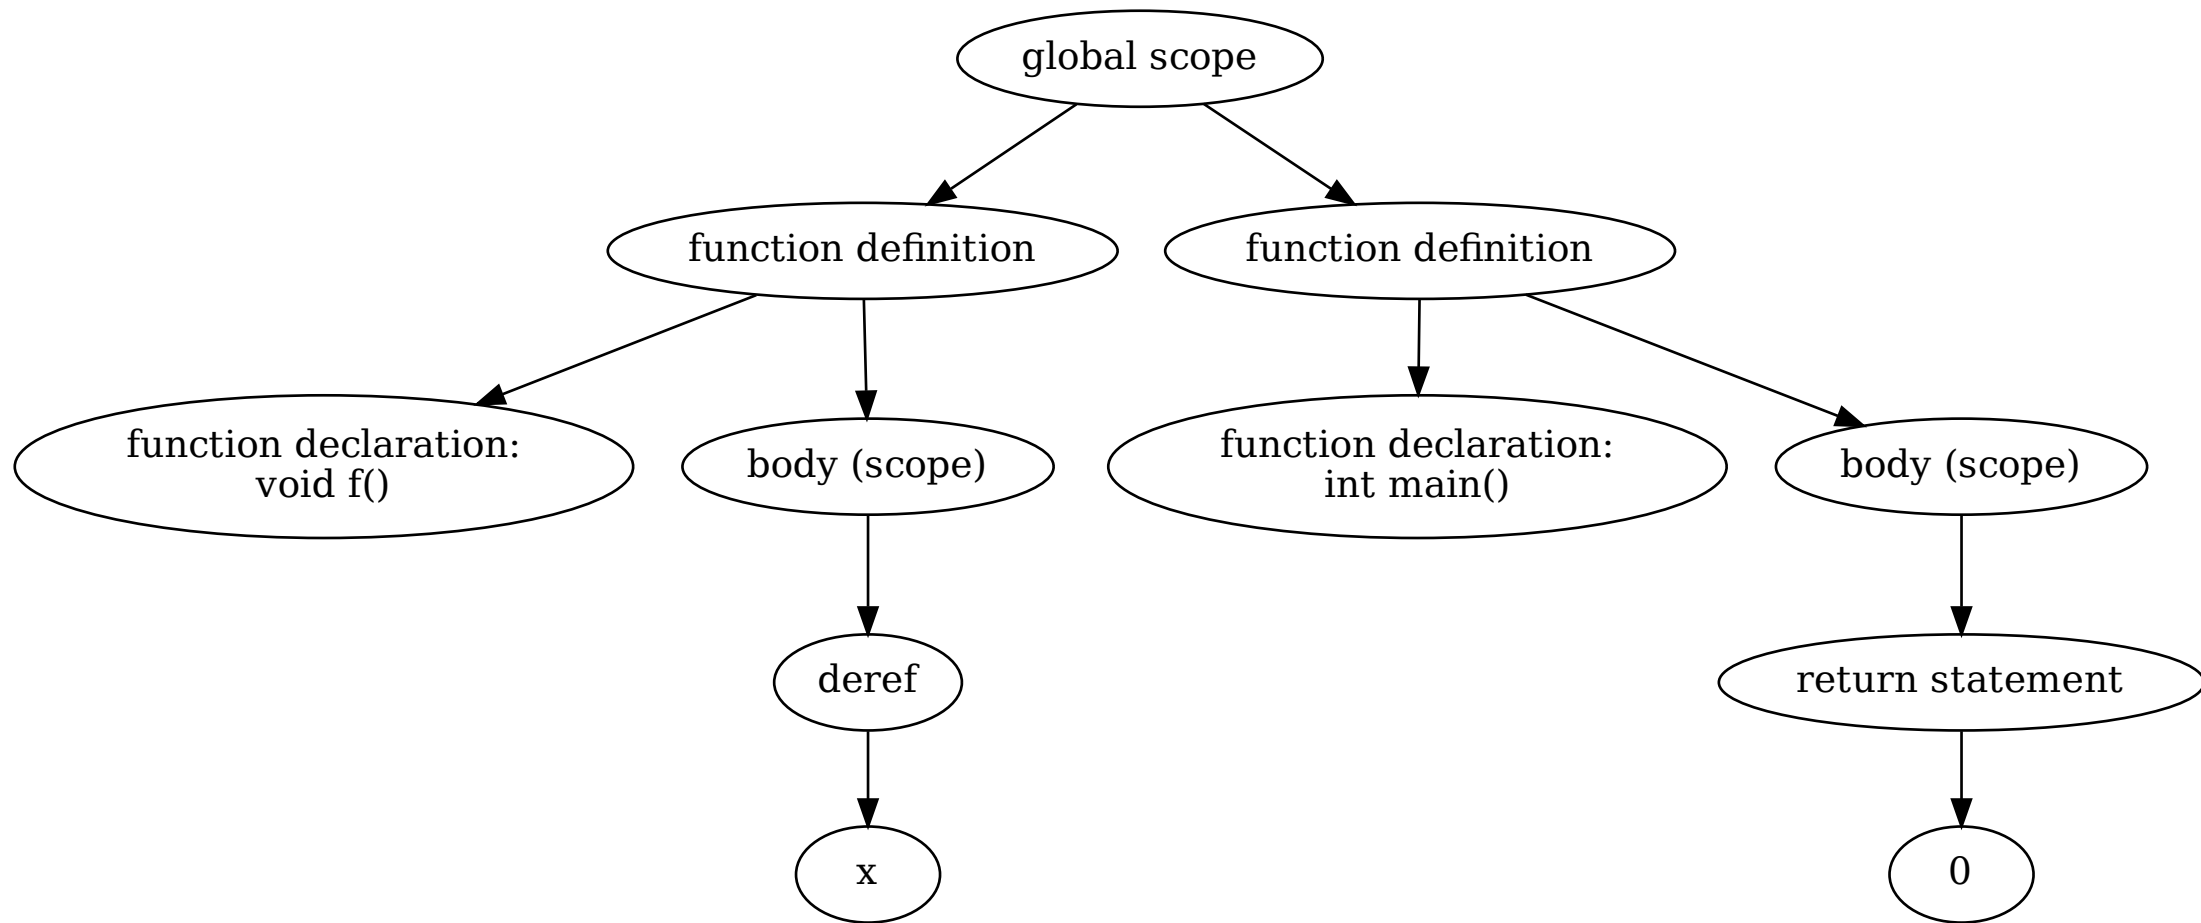 global scope
function definition
function definition
function declaration:
void f()
body (scope)
function declaration:
int main()
body (scope)
deref
return statement
x
0